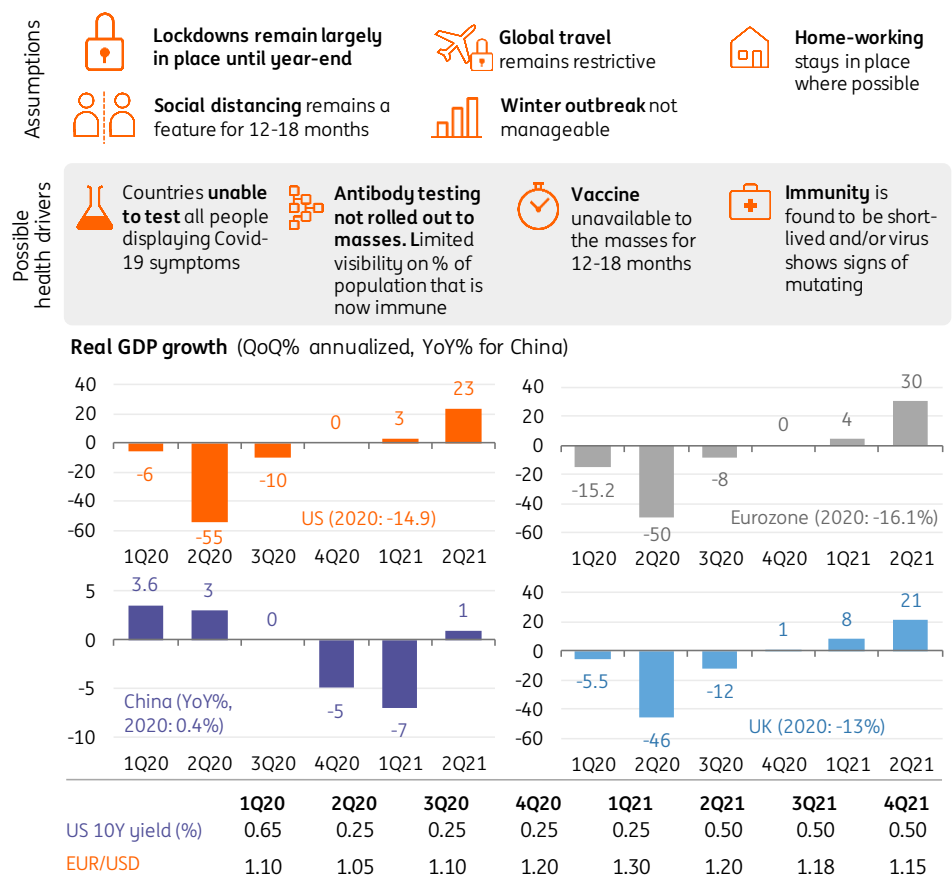 Assumptions
Lockdowns remain largely
in place until year-end
Global travel
remains restrictive
Home-working
stays in place
where possible
Social distancing remains a
feature for 12-18 months
Winter outbreak not
manageable
Possible
health drivers
Countries unable
to test all people
displaying Covid-
19 symptoms
Antibody testing
not rolled out to
masses. Limited
visibility on % of
population that is
now immune
Vaccine
unavailable to
the masses for
12-18 months
Immunity is
found to be short-
lived and/or virus
shows signs of
mutating
Real GDP growth (QoQ% annualized, YoY% for China)
40
20
0
-20
-40
-60
-6
-55
-10
0
3
23
US (2020: -14.9)
1Q20 2Q20 3Q20 4Q20 1Q21 2Q21
40
20
0
-20
-40
-60
-15.2
-50
-8
0
4
30
Eurozone (2020: -16.1%)
1Q20 2Q20 3Q20 4Q20 1Q21 2Q21
5
0
-5
-10
3.6
3
0
-5
-7
1
China (YoY%,
2020: 0.4%)
1Q20 2Q20 3Q20 4Q20 1Q21 2Q21
40
20
0
-20
-40
-60
-5.5
-46
-12
1
8
21
UK (2020: -13%)
1Q20 2Q20 3Q20 4Q20 1Q21 2Q21
1Q20 2Q20 3Q20 4Q20 1Q21 2Q21 3Q21 4Q21
US 10Y yield (%) 0.65 0.25 0.25 0.25 0.25 0.50 0.50 0.50
EUR/USD 1.10 1.05 1.10 1.20 1.30 1.20 1.18 1.15